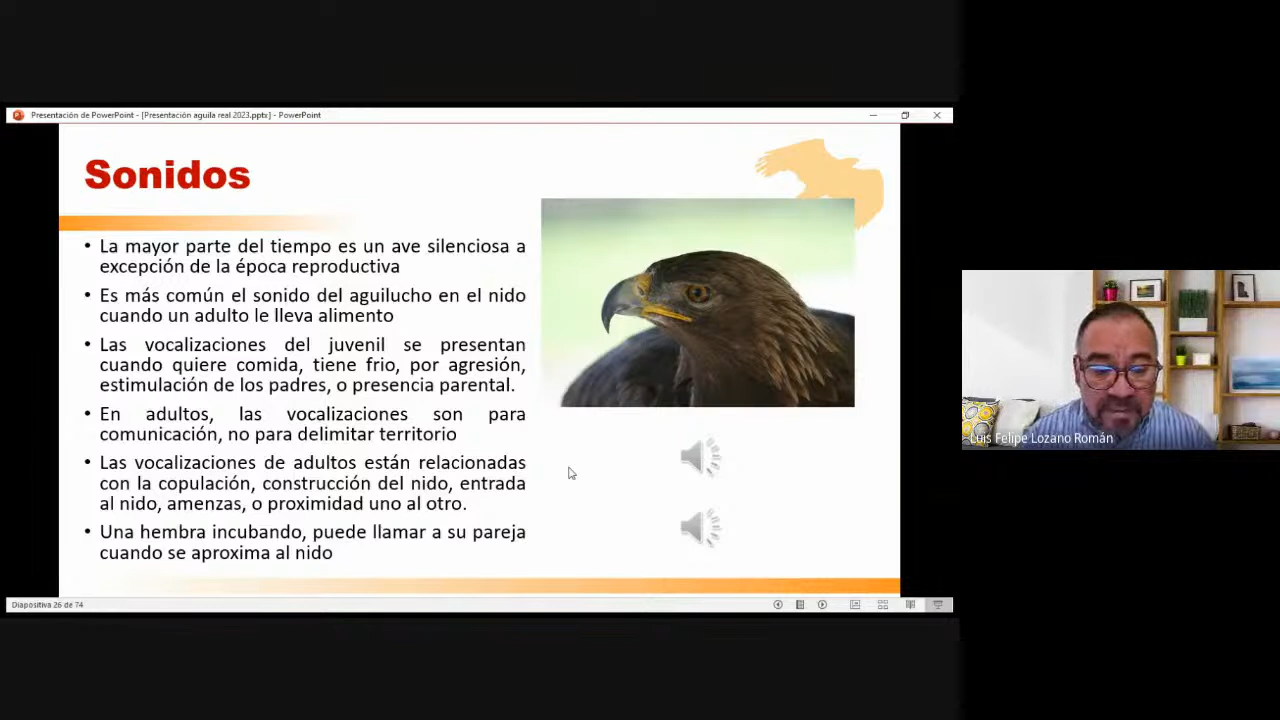 Presentación de PowerPoint - [Presentación aguila real 2023.pptx] - PowerPoint
Sonidos
• La mayor parte del tiempo es un ave silenciosa a
excepción de la época reproductiva
• Es más común el sonido del aguilucho en el nido
cuando un adulto le lleva alimento
• Las vocalizaciones del juvenil se presentan
cuando quiere comida, tiene frio, por agresión,
estimulación de los padres, o presencia parental.
• En adultos, las vocalizaciones son para
comunicación, no para delimitar territorio
• Las vocalizaciones de adultos están relacionadas
con la copulación, construcción del nido, entrada
al nido, amenzas, o proximidad uno al otro.
• Una hembra incubando, puede llamar a su pareja
cuando se aproxima al nido
Luis Felipe Lozano Román
Diapositiva 26 de 74